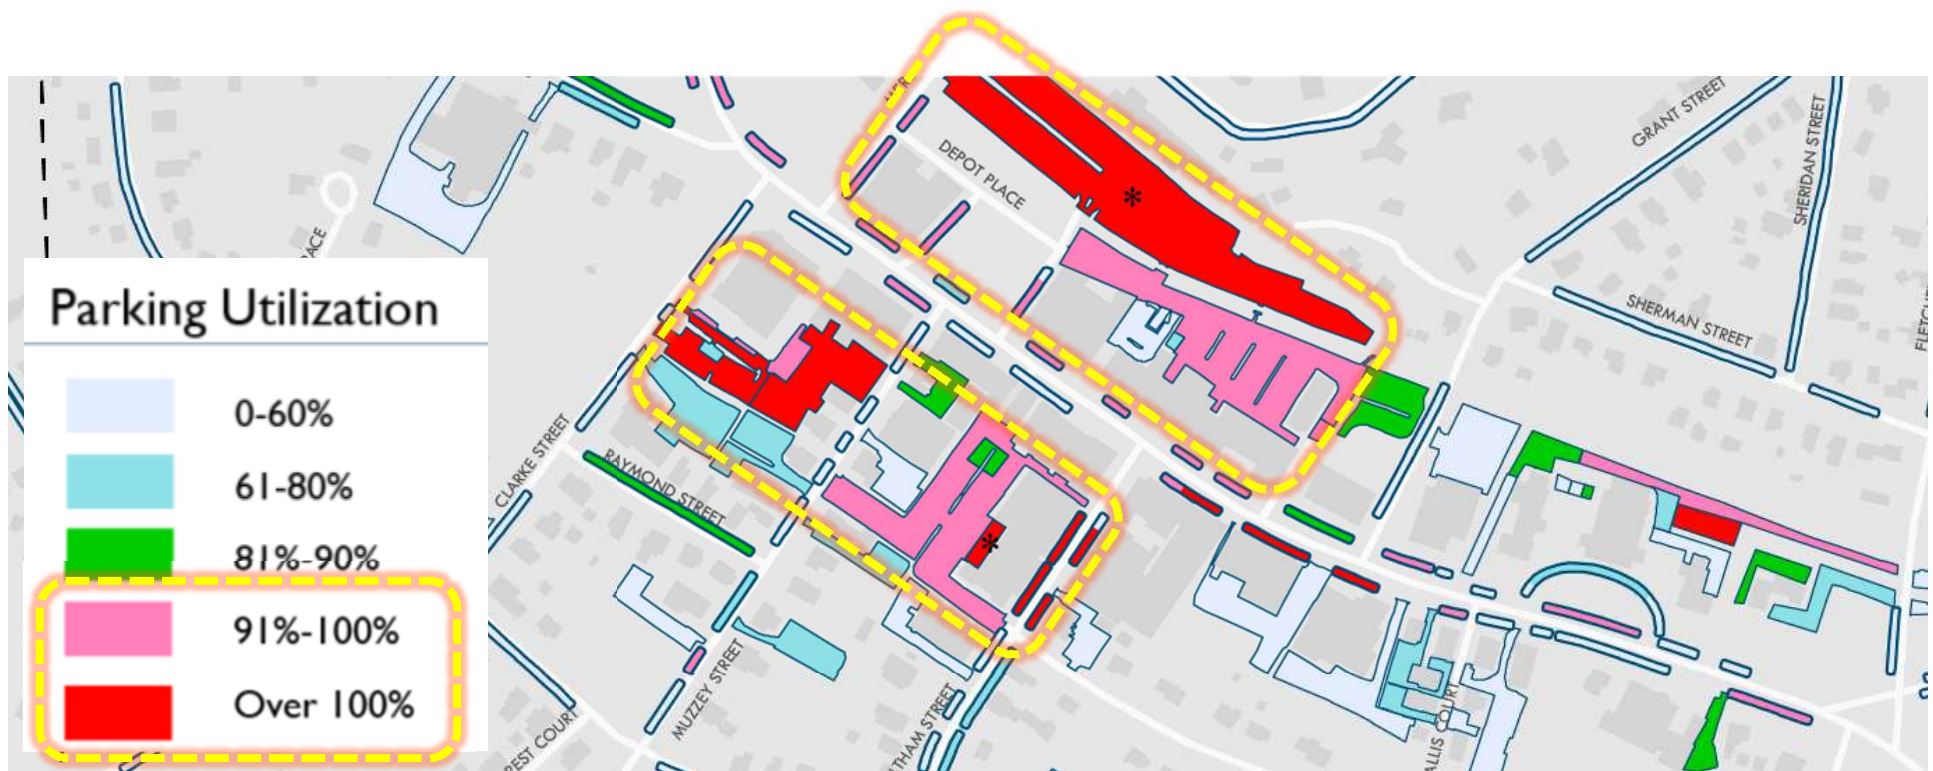 DEPOT PLACE
GRANT STREET
SHERIDAN STREET
SHERMAN STREET
Parking Utilization
0-60%
61-80%
81%-90%
91%-100%
Over 100%
CLARKE STREET
RAYMOND STREET
MUZZEY STREET
*
*